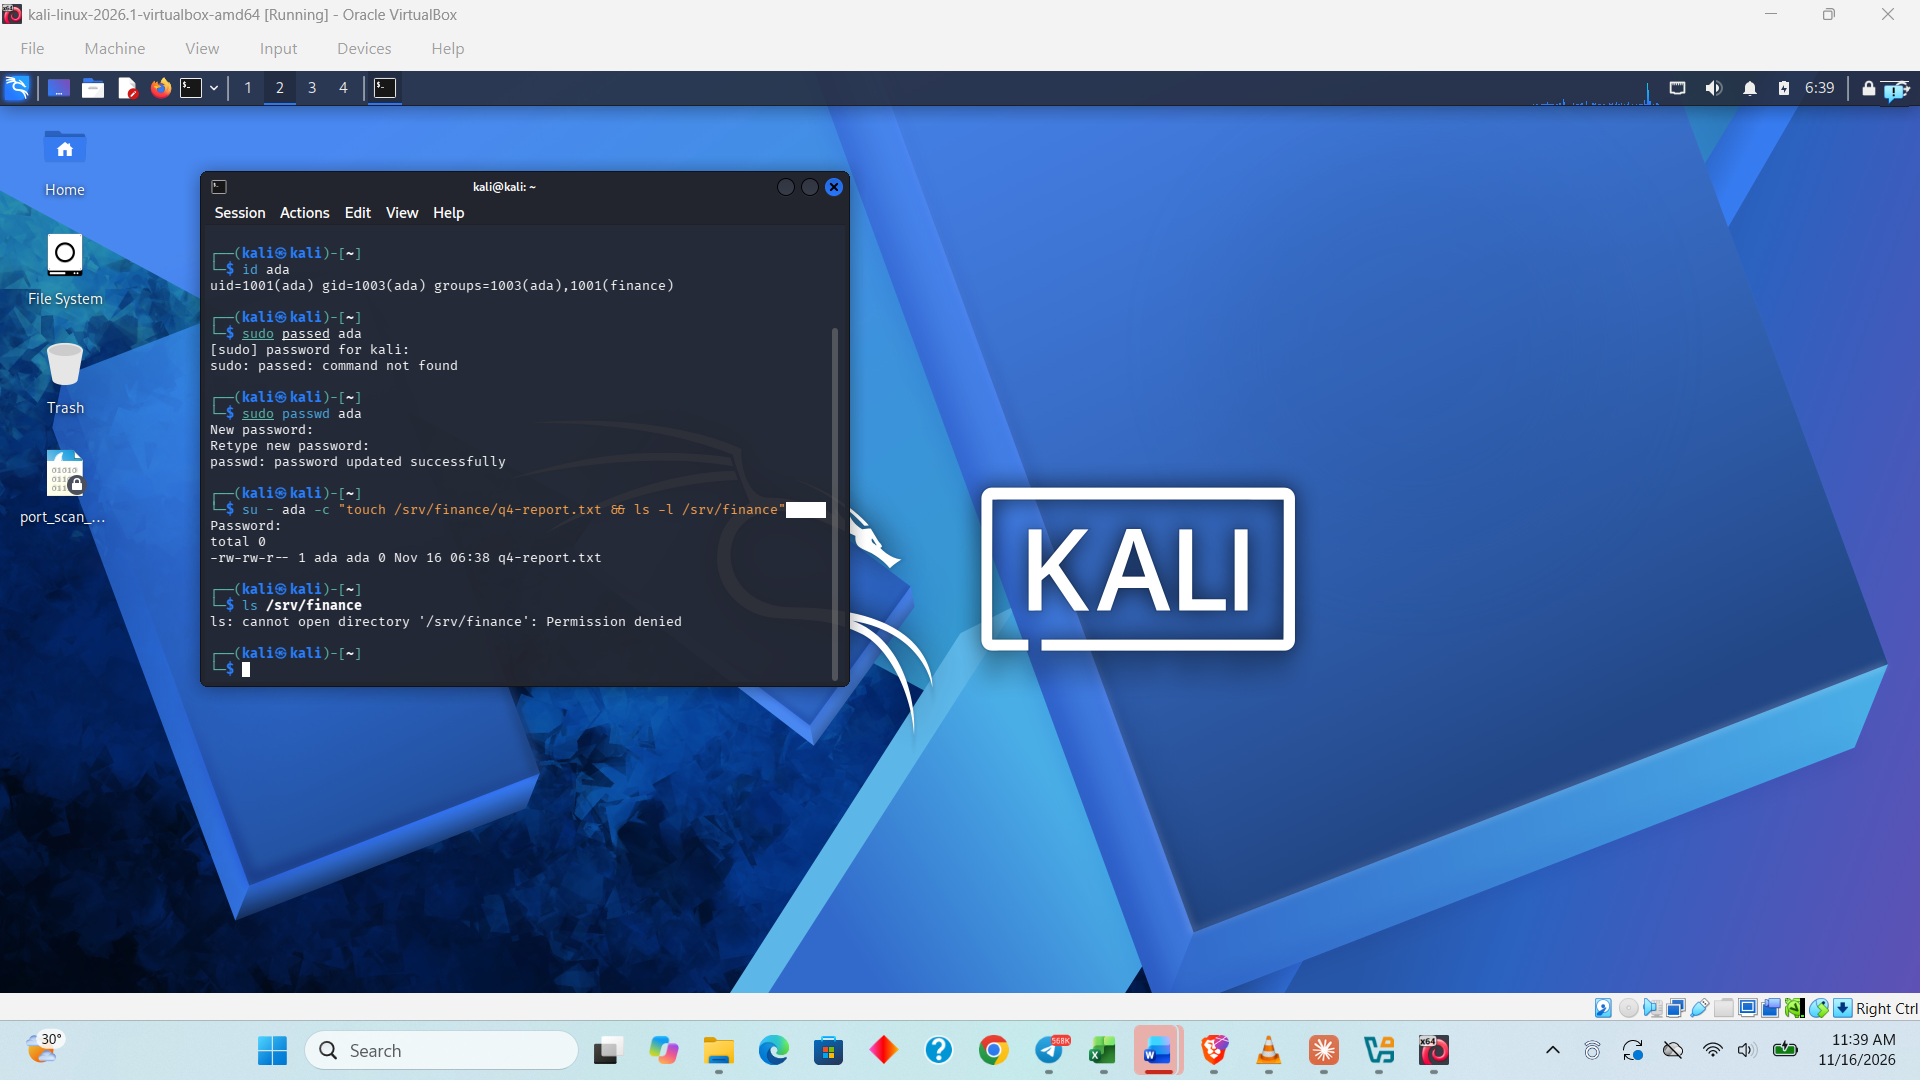 kali-linux-2026.1-virtualbox-amd64 [Running] - Oracle VirtualBox
File Machine View Input Devices Help
1 2 3 4 6:39
Home
File System
Trash
port_scan_...
kali@kali: ~
Session Actions Edit View Help
┌──(kali㉿kali)-[~]
└─$ id ada
uid=1001(ada) gid=1003(ada) groups=1003(ada),1001(finance)
┌──(kali㉿kali)-[~]
└─$ sudo passed ada
[sudo] password for kali:
sudo: passed: command not found
┌──(kali㉿kali)-[~]
└─$ sudo passwd ada
New password:
Retype new password:
passwd: password updated successfully
┌──(kali㉿kali)-[~]
└─$ su - ada -c "touch /srv/finance/q4-report.txt && ls -l /srv/finance"
Password:
total 0
-rw-rw-r-- 1 ada ada 0 Nov 16 06:38 q4-report.txt
┌──(kali㉿kali)-[~]
└─$ ls /srv/finance
ls: cannot open directory '/srv/finance': Permission denied
┌──(kali㉿kali)-[~]
└─$
KALI
Right Ctrl
30°
Search
568K
x64
11:39 AM
11/16/2026